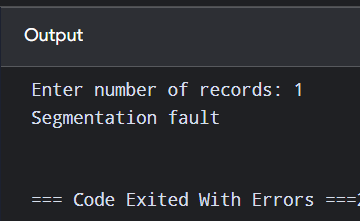 Output
Enter number of records: 1
Segmentation fault
=== Code Exited With Errors ===